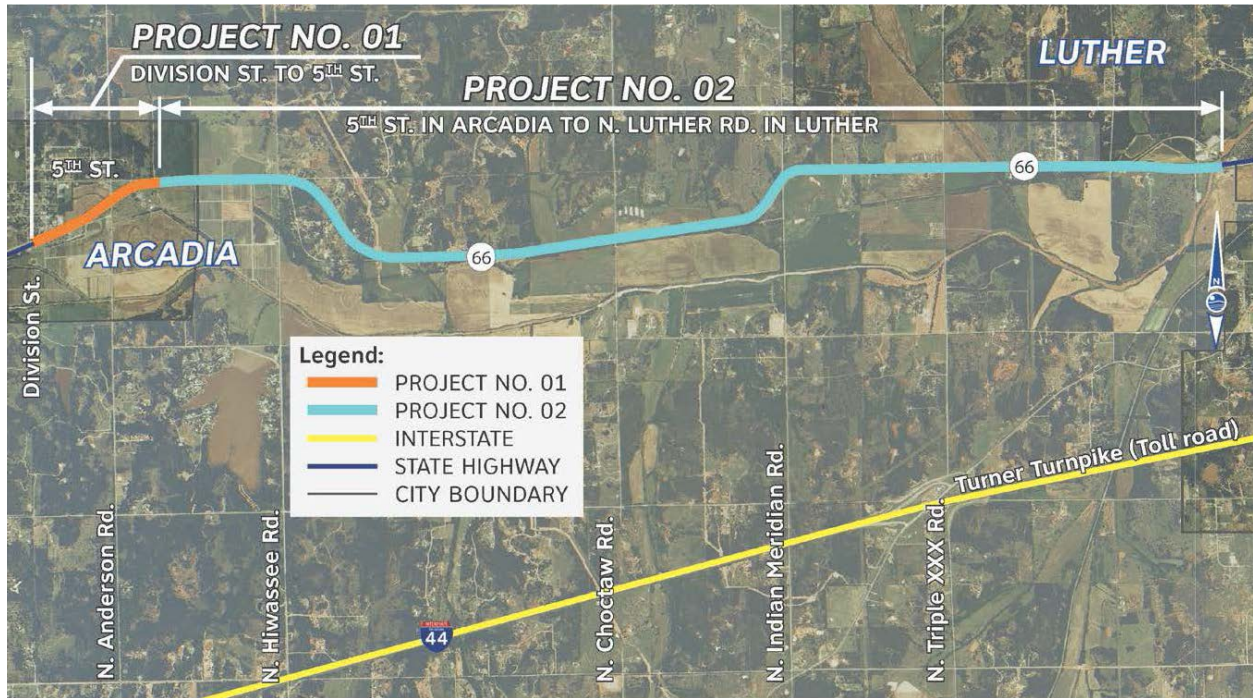 PROJECT NO. 01
DIVISION ST. TO 5TH ST.
LUTHER
PROJECT NO. 02
5TH ST. IN ARCADIA TO N. LUTHER RD. IN LUTHER
5TH ST.
66
ARCADIA
66
N
Division St.
Legend:
PROJECT NO. 01
PROJECT NO. 02
INTERSTATE
STATE HIGHWAY
CITY BOUNDARY
Turner Turnpike (Toll road)
N. Anderson Rd.
N. Hiwassee Rd.
N. Choctaw Rd.
N. Indian Meridian Rd.
N. Triple XXX Rd.
INTERSTATE
44